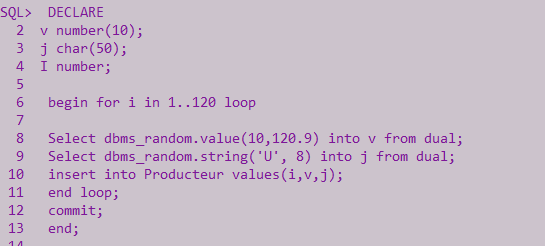 SQL> DECLARE
2 v number(10);
3 j char(50);
4 I number;
5
6 begin for i in 1..120 loop
7
8 Select dbms_random.value(10,120.9) into v from dual;
9 Select dbms_random.string('U', 8) into j from dual;
10 insert into Producteur values(i,v,j);
11 end loop;
12 commit;
13 end;
14